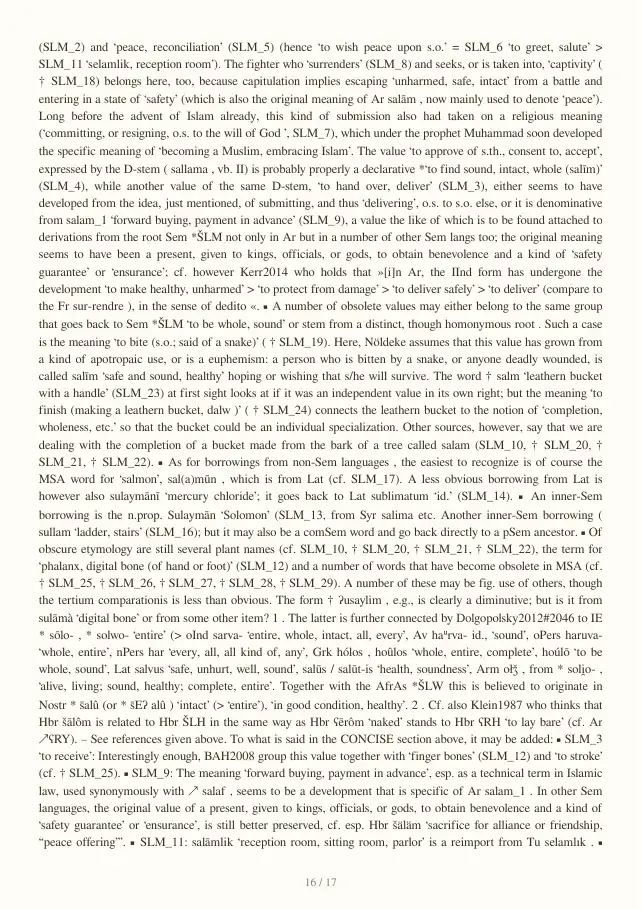 (SLM_2) and ‘peace, reconciliation’ (SLM_5) (hence ‘to wish peace upon s.o.’ = SLM_6 ‘to greet, salute’ >
SLM_11 ‘selamlik, reception room’). The fighter who ‘surrenders’ (SLM_8) and seeks, or is taken into, ‘captivity’ (
† SLM_18) belongs here, too, because capitulation implies escaping ‘unharmed, safe, intact’ from a battle and
entering in a state of ‘safety’ (which is also the original meaning of Ar salām , now mainly used to denote ‘peace’).
Long before the advent of Islam already, this kind of submission also had taken on a religious meaning
(‘committing, or resigning, o.s. to the will of God ’, SLM_7), which under the prophet Muhammad soon developed
the specific meaning of ‘becoming a Muslim, embracing Islam’. The value ‘to approve of s.th., consent to, accept’,
expressed by the D-stem ( sallama , vb. II) is probably properly a declarative *‘to find sound, intact, whole (salīm)’
(SLM_4), while another value of the same D-stem, ‘to hand over, deliver’ (SLM_3), either seems to have
developed from the idea, just mentioned, of submitting, and thus ‘delivering’, o.s. to s.o. else, or it is denominative
from salam_1 ‘forward buying, payment in advance’ (SLM_9), a value the like of which is to be found attached to
derivations from the root Sem *ŠLM not only in Ar but in a number of other Sem langs too; the original meaning
seems to have been a present, given to kings, officials, or gods, to obtain benevolence and a kind of ‘safety
guarantee’ or ‘ensurance’; cf. however Kerr2014 who holds that »[i]n Ar, the IInd form has undergone the
development ‘to make healthy, unharmed’ > ‘to protect from damage’ > ‘to deliver safely’ > ‘to deliver’ (compare to
the Fr sur-rendre ), in the sense of dedito «. ▪ A number of obsolete values may either belong to the same group
that goes back to Sem *ŠLM ‘to be whole, sound’ or stem from a distinct, though homonymous root . Such a case
is the meaning ‘to bite (s.o.; said of a snake)’ ( † SLM_19). Here, Nöldeke assumes that this value has grown from
a kind of apotropaic use, or is a euphemism: a person who is bitten by a snake, or anyone deadly wounded, is
called salīm ‘safe and sound, healthy’ hoping or wishing that s/he will survive. The word † salm ‘leathern bucket
with a handle’ (SLM_23) at first sight looks at if it was an independent value in its own right; but the meaning ‘to
finish (making a leathern bucket, dalw )’ ( † SLM_24) connects the leathern bucket to the notion of ‘completion,
wholeness, etc.’ so that the bucket could be an individual specialization. Other sources, however, say that we are
dealing with the completion of a bucket made from the bark of a tree called salam (SLM_10, † SLM_20, †
SLM_21, † SLM_22). ▪ As for borrowings from non-Sem languages , the easiest to recognize is of course the
MSA word for ‘salmon’, sal(a)mūn , which is from Lat (cf. SLM_17). A less obvious borrowing from Lat is
however also sulaymānī ‘mercury chloride’; it goes back to Lat sublimatum ‘id.’ (SLM_14). ▪ An inner-Sem
borrowing is the n.prop. Sulaymān ‘Solomon’ (SLM_13, from Syr salima etc. Another inner-Sem borrowing (
sullam ‘ladder, stairs’ (SLM_16); but it may also be a comSem word and go back directly to a pSem ancestor. ▪ Of
obscure etymology are still several plant names (cf. SLM_10, † SLM_20, † SLM_21, † SLM_22), the term for
‘phalanx, digital bone (of hand or foot)’ (SLM_12) and a number of words that have become obsolete in MSA (cf.
† SLM_25, † SLM_26, † SLM_27, † SLM_28, † SLM_29). A number of these may be fig. use of others, though
the tertium comparationis is less than obvious. The form † ʔusaylim , e.g., is clearly a diminutive; but is it from
sulāmà ‘digital bone’ or from some other item? 1 . The latter is further connected by Dolgopolsky2012#2046 to IE
* sōlo- , * solwo- ‘entire’ (> oInd sarva- ‘entire, whole, intact, all, every’, Av haᵘrva- id., ‘sound’, oPers haruva-
‘whole, entire’, nPers har ‘every, all, all kind of, any’, Grk hólos , hoûlos ‘whole, entire, complete’, hoúlō ‘to be
whole, sound’, Lat salvus ‘safe, unhurt, well, sound’, salūs / salūt-is ‘health, soundness’, Arm ołǯ , from * soli̯o- ,
‘alive, living; sound, healthy; complete, entire’. Together with the AfrAs *ŠLW this is believed to originate in
Nostr * šalû (or * šEʔ alû ) ‘intact’ (> ‘entire’), ‘in good condition, healthy’. 2 . Cf. also Klein1987 who thinks that
Hbr šālôm is related to Hbr ŠLH in the same way as Hbr ʕērôm ‘naked’ stands to Hbr ʕRH ‘to lay bare’ (cf. Ar
↗ʕRY). – See references given above. To what is said in the CONCISE section above, it may be added: ▪ SLM_3
‘to receive’: Interestingly enough, BAH2008 group this value together with ‘finger bones’ (SLM_12) and ‘to stroke’
(cf. † SLM_25). ▪ SLM_9: The meaning ‘forward buying, payment in advance’, esp. as a technical term in Islamic
law, used synonymously with ↗ salaf , seems to be a development that is specific of Ar salam_1 . In other Sem
languages, the original value of a present, given to kings, officials, or gods, to obtain benevolence and a kind of
‘safety guarantee’ or ‘ensurance’, is still better preserved, cf. esp. Hbr šäläm ‘sacrifice for alliance or friendship,
“peace offering”’. ▪ SLM_11: salāmlik ‘reception room, sitting room, parlor’ is a reimport from Tu selamlık . ▪
16 / 17